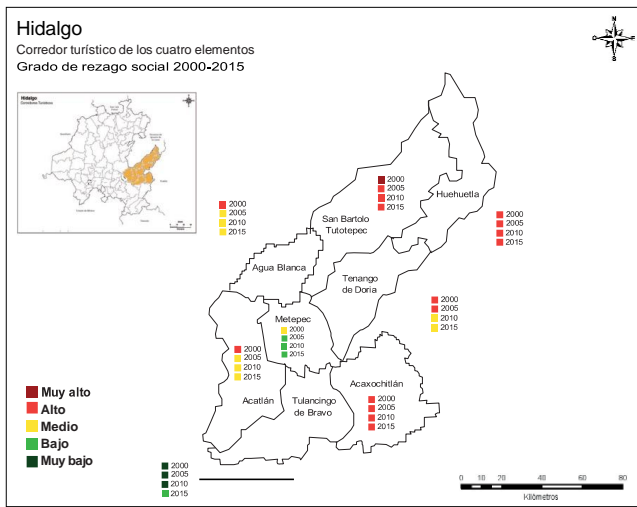 Hidalgo
Corredor turístico de los cuatro elementos
Grado de rezago social 2000-2015
N
S
Hidalgo
2000
2005
2010
2015
2000
2005
2010
2015
San Bartolo
Tutotepec
Huehuetla
2000
2005
2010
2015
Agua Blanca
Tenango
de Doria
2000
2005
2010
2015
Metepec
2000
2005
2010
2015
2000
2005
2010
2015
Acatlán
Tulancingo
de Bravo
Acaxochitlán
2000
2005
2010
2015
Muy alto
Alto
Medio
Bajo
Muy bajo
2000
2005
2010
2015
0 10 20 40 60 80
Kilómetros